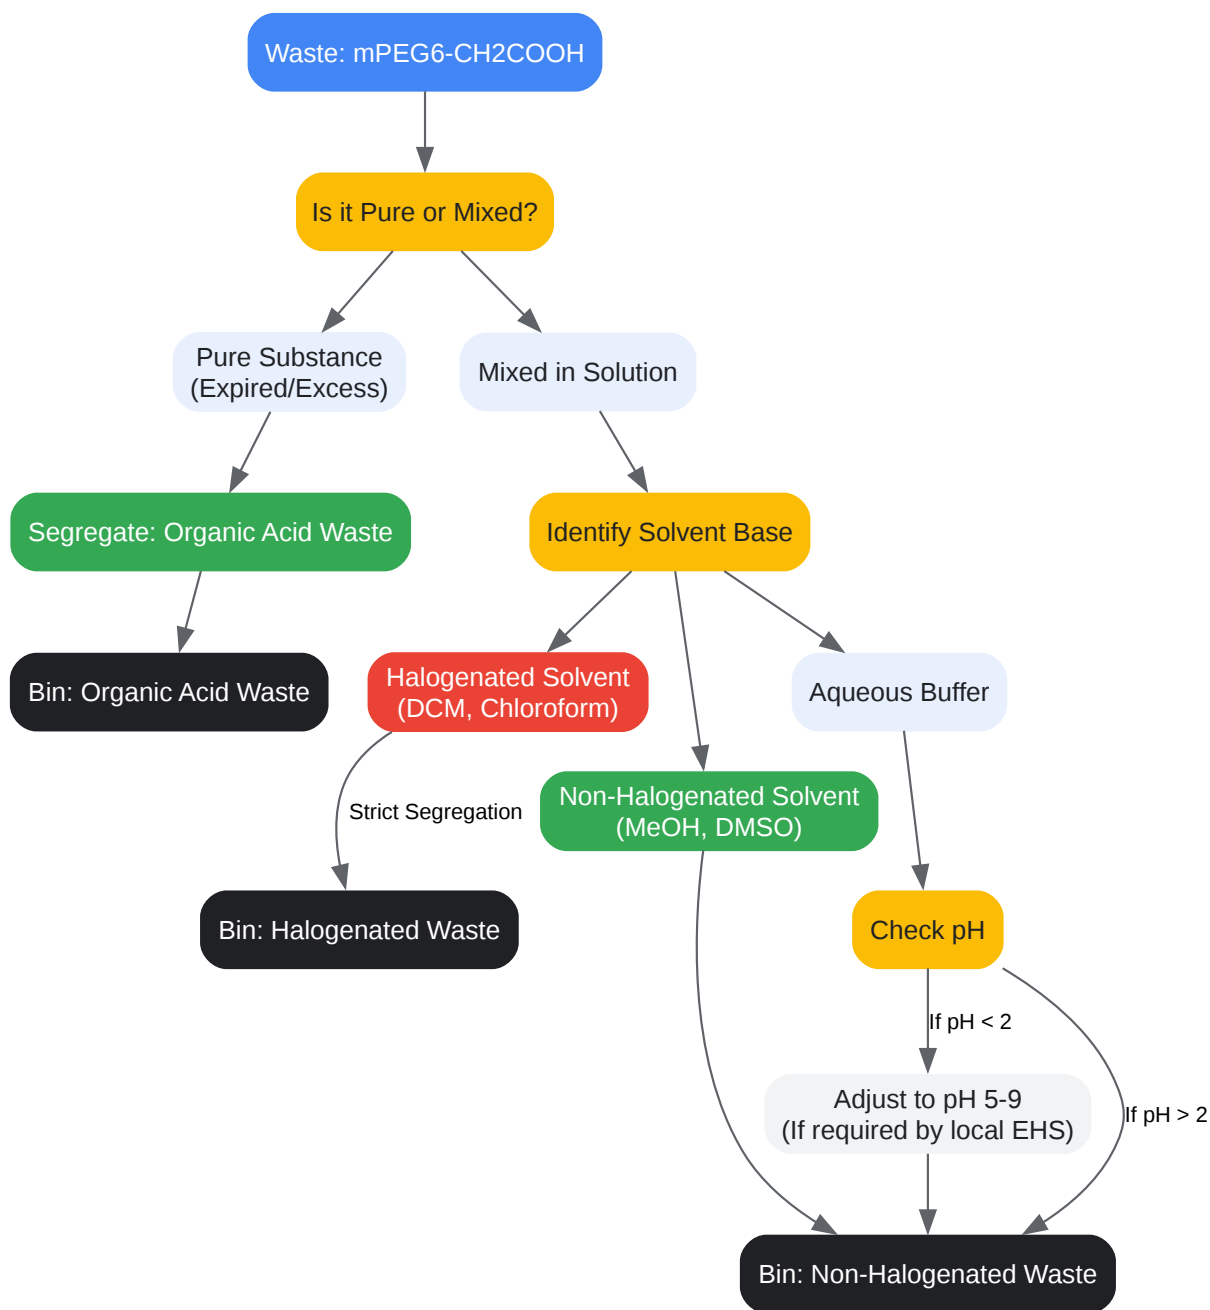 Waste: mPEG6-CH2COOH
Is it Pure or Mixed?
Pure Substance
(Expired/Excess)
Mixed in Solution
Segregate: Organic Acid Waste
Identify Solvent Base
Bin: Organic Acid Waste
Halogenated Solvent
(DCM, Chloroform)
Aqueous Buffer
Strict Segregation
Non-Halogenated Solvent
(MeOH, DMSO)
Bin: Halogenated Waste
Check pH
If pH < 2
Adjust to pH 5-9
(If required by local EHS)
If pH > 2
Bin: Non-Halogenated Waste